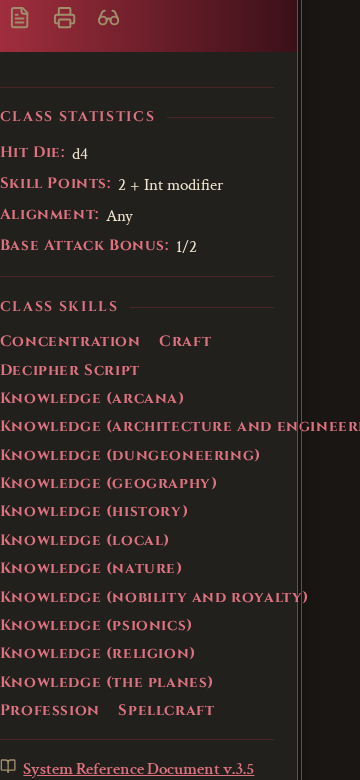 CLASS STATISTICS
Hit Die: d4
Skill Points: 2 + Int modifier
Alignment: Any
Base Attack Bonus: 1/2
CLASS SKILLS
Concentration Craft
Decipher Script
Knowledge (arcana)
Knowledge (architecture and engineer
Knowledge (dungeoneering)
Knowledge (geography)
Knowledge (history)
Knowledge (local)
Knowledge (nature)
Knowledge (nobility and royalty)
Knowledge (psionics)
Knowledge (religion)
Knowledge (the planes)
Profession Spellcraft
System Reference Document v.3.5